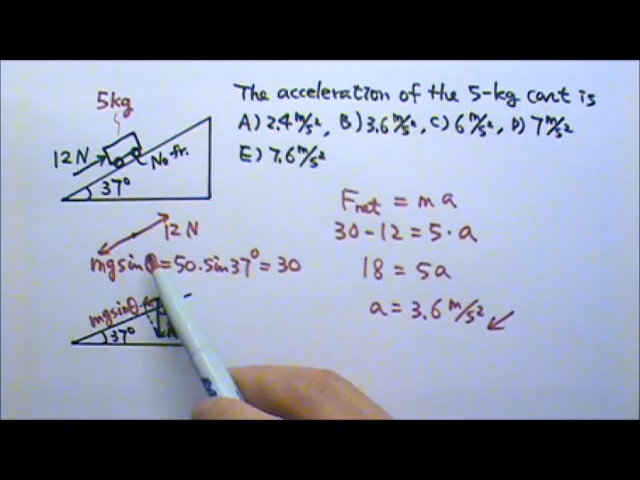 The acceleration of the 5-kg cart is
A) 2.4 m/s², B) 3.6 m/s², C) 6 m/s², D) 7 m/s²
E) 7.6 m/s²
5kg
12 N
No fr.
37°
12 N
mgsinθ = 50.sin37° = 30
mgsinθ
37°
Fnet = ma
30-12 = 5·a
18 = 5a
a = 3.6 m/s²